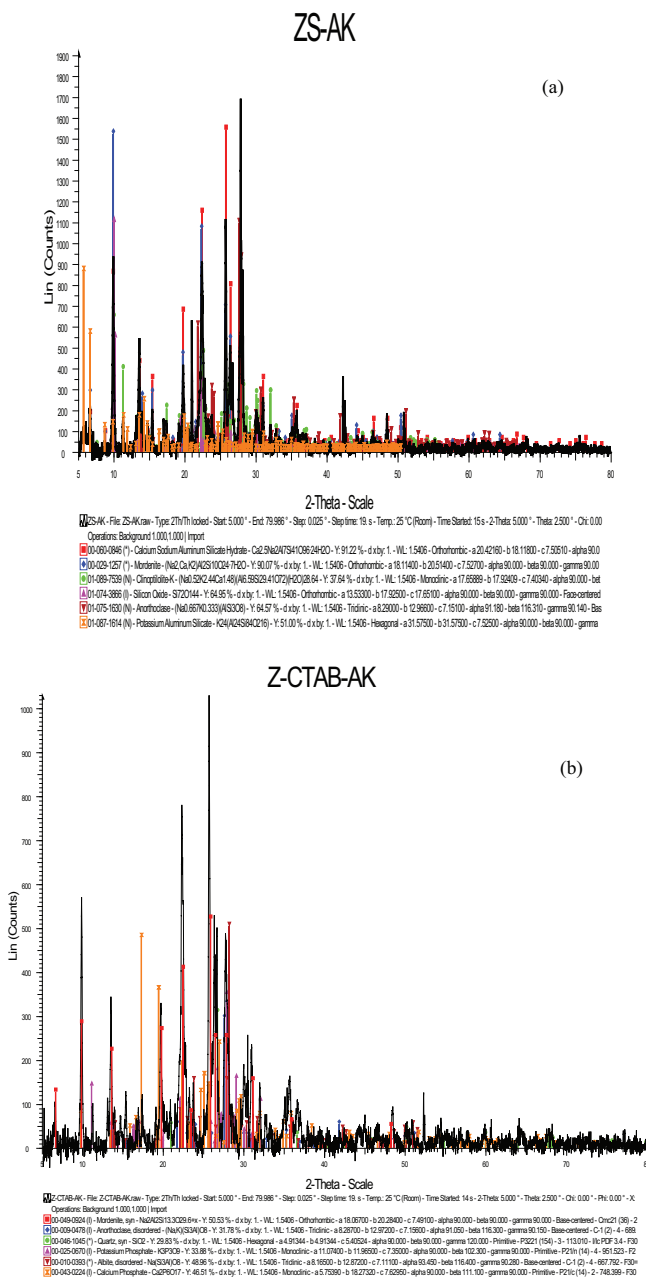 ZS-AK
(a)
Lin (Counts)
1900
1800
1700
1600
1500
1400
1300
1200
1100
1000
900
800
700
600
500
400
300
200
100
0
5 10 20 30 40 50 60 70 80
2-Theta - Scale
ZS-AK - File: ZS-AK.raw - Type: 2Th/Th locked - Start: 5.000 ° - End: 79.986 ° - Step: 0.025 ° - Step time: 19. s - Temp.: 25 °C (Room) - Time Started: 15 s - 2-Theta: 5.000 ° - Theta: 2.500 ° - Chi: 0.00
Operations: Background 1.000,1.000 | Import
00-060-0846 (*) - Calcium Sodium Aluminum Silicate Hydrate - Ca2.5Na2Al7Si41O96·24H2O - Y: 91.22 % - d x by: 1. - WL: 1.5406 - Orthorhombic - a 20.42160 - b 18.11800 - c 7.50510 - alpha 90.0
00-029-1257 (*) - Mordenite - (Na2,Ca,K2)Al2Si10O24·7H2O - Y: 90.07 % - d x by: 1. - WL: 1.5406 - Orthorhombic - a 18.11400 - b 20.51400 - c 7.52700 - alpha 90.000 - beta 90.000 - gamma 90.00
01-089-7539 (N) - Clinoptilolite-K - Y: 37.64 % - d x by: 1. - WL: 1.5406 - Monoclinic - a 17.65889 - b 17.92409 - c 7.40340 - alpha 90.000 - bet
01-074-3866 (I) - Silicon Oxide - Si72O144 - Y: 64.95 % - d x by: 1. - WL: 1.5406 - Orthorhombic - a 13.53300 - b 17.92500 - c 17.65100 - alpha 90.000 - beta 90.000 - gamma 90.000 - Face-centered
01-075-1630 (N) - Anorthoclase - (Na0.667K0.333)(AlSi3O8) - Y: 64.57 % - d x by: 1. - WL: 1.5406 - Triclinic - a 8.29000 - b 12.96600 - c 7.15100 - alpha 91.180 - beta 116.310 - gamma 90.140 - Bas
01-087-1614 (N) - Potassium Aluminum Silicate - K24(Al24Si84O216) - Y: 51.00 % - d x by: 1. - WL: 1.5406 - Hexagonal - a 31.57500 - b 31.57500 - c 7.52500 - alpha 90.000 - beta 90.000 - gamma
Z-CTAB-AK
(b)
Lin (Counts)
1000
900
800
700
600
500
400
300
200
100
0
10 20 30 40 50 60 70
2-Theta - Scale
Z-CTAB-AK - File: Z-CTAB-AK.raw - Type: 2Th/Th locked - Start: 5.000 ° - End: 79.986 ° - Step: 0.025 ° - Step time: 19. s - Temp.: 25 °C (Room) - Time Started: 14 s - 2-Theta: 5.000 ° - Theta: 2.500 ° - Chi: 0.00 ° - Phi: 0.00 ° - X:
Operations: Background 1.000,1.000 | Import
00-049-0924 (I) - Mordenite, syn - Y: 50.53 % - d x by: 1. - WL: 1.5406 - Orthorhombic - a 18.06700 - b 20.28400 - c 7.49100 - alpha 90.000 - beta 90.000 - gamma 90.000 - Base-centered - Cmc21 (36) - 2
00-009-0478 (I) - Anorthoclase, disordered - (Na,K)(Si3Al)O8 - Y: 31.78 % - d x by: 1. - WL: 1.5406 - Triclinic - a 8.28700 - b 12.97200 - c 7.15600 - alpha 91.050 - beta 116.260 - gamma 90.150 - Base-centered - C-1 (2) - 4 - 689.
00-046-1045 (*) - Quartz, syn - SiO2 - Y: 29.83 % - d x by: 1. - WL: 1.5406 - Hexagonal - a 4.91344 - b 4.91344 - c 5.40524 - alpha 90.000 - beta 90.000 - gamma 120.000 - Primitive - P3221 (154) - 3 - 113.010 - I/Ic PDF 3.4 - F30
00-025-0670 (I) - Potassium Phosphate - K3P3O9 - Y: 33.88 % - d x by: 1. - WL: 1.5406 - Monoclinic - a 11.07400 - b 11.96500 - c 7.35000 - alpha 90.000 - beta 102.300 - gamma 90.000 - Primitive - P21/n (14) - 4 - 951.523 - F2
00-010-0393 (*) - Albite, disordered - Na(Si3Al)O8 - Y: 48.96 % - d x by: 1. - WL: 1.5406 - Triclinic - a 8.16500 - b 12.87200 - c 7.11100 - alpha 93.450 - beta 116.400 - gamma 90.280 - Base-centered - C-1 (2) - 4 - 667.792 - F30=
00-043-0224 (I) - Calcium Phosphate - Ca2P6O17 - Y: 46.51 % - d x by: 1. - WL: 1.5406 - Monoclinic - a 5.75390 - b 18.27320 - c 7.62950 - alpha 90.000 - beta 111.100 - gamma 90.000 - Primitive - P21/c (14) - 2 - 748.399 - F30